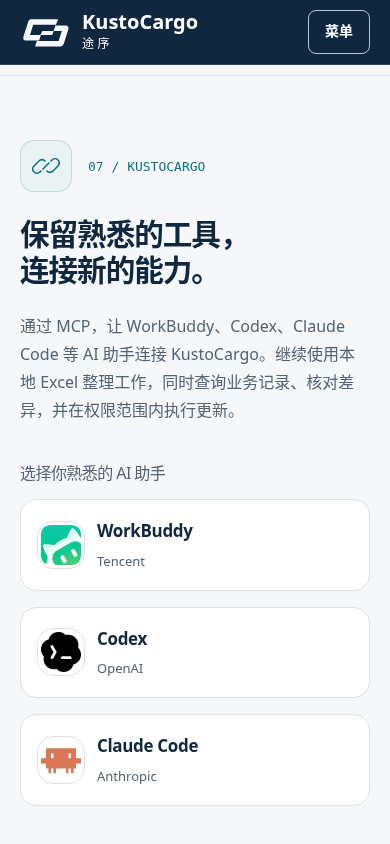 KustoCargo
途序
菜单
07 / KUSTOCARGO
保留熟悉的工具，
连接新的能力。
通过 MCP，让 WorkBuddy、Codex、Claude
Code 等 AI 助手连接 KustoCargo。继续使用本
地 Excel 整理工作，同时查询业务记录、核对差
异，并在权限范围内执行更新。
选择你熟悉的 AI 助手
WorkBuddy
Tencent
Codex
OpenAI
Claude Code
Anthropic